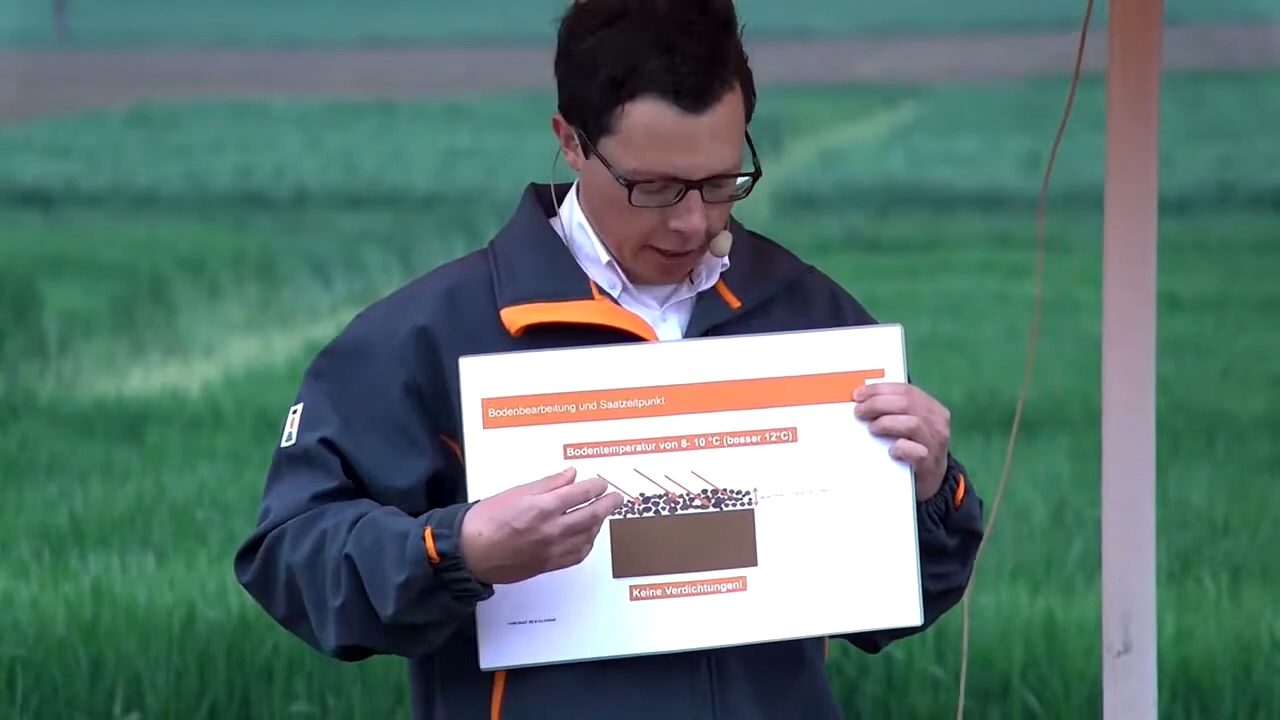 Bodenbearbeitung und Saatzeitpunkt
Bodentemperatur von 8- 10 °C (besser 12°C)
Keine Verdichtungen!